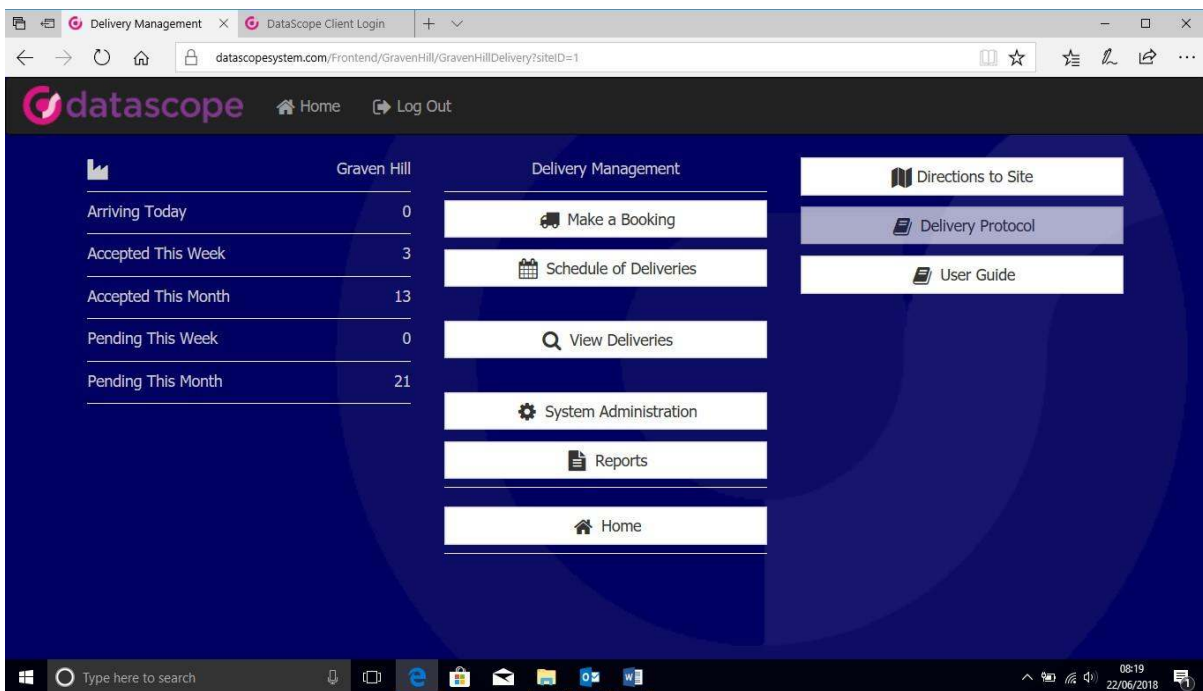 Delivery Management
DataScope Client Login
datascopesystem.com/Frontend/GravenHill/GravenHillDelivery?siteID=1
datascope
Home
Log Out
Graven Hill
Arriving Today 0
Accepted This Week 3
Accepted This Month 13
Pending This Week 0
Pending This Month 21
Delivery Management
Make a Booking
Schedule of Deliveries
View Deliveries
System Administration
Reports
Home
Directions to Site
Delivery Protocol
User Guide
Type here to search
08:19
22/06/2018